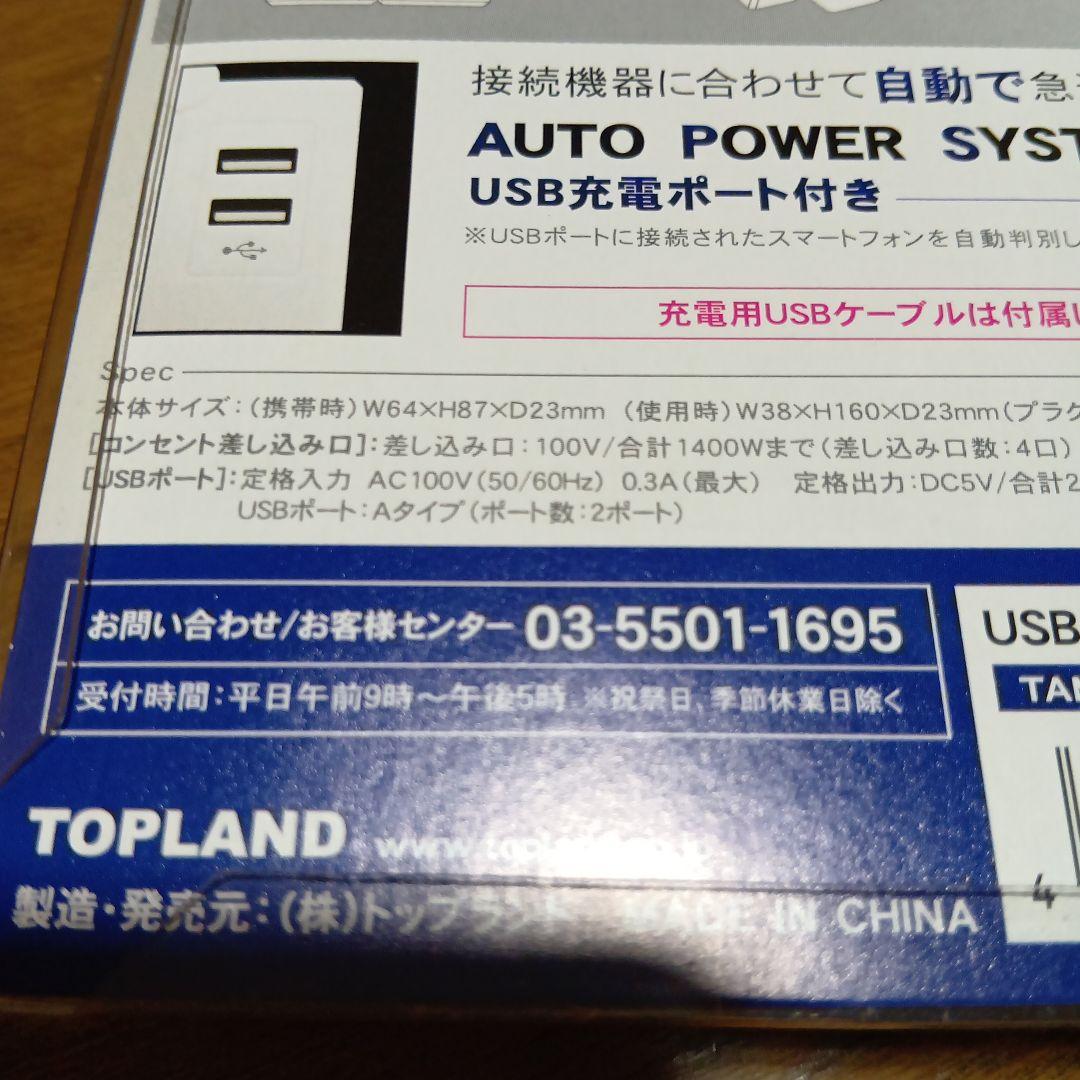 接続機器に合わせて自動で急
AUTO POWER SYST
USB充電ポート付き
※USBポートに接続されたスマートフォンを自動判別し
充電用USBケーブルは付属
Spec
本体サイズ：(携帯時)W64×H87×D23mm (使用時)W38×H160×D23mm(プラグ
[コンセント差し込み口]：差し込み口：100V/合計1400Wまで(差し込み口数：4口)
[USBポート]：定格入力 AC100V(50/60Hz) 0.3A(最大) 定格出力：DC5V/合計2
USBポート：Aタイプ(ポート数：2ポート)
お問い合わせ/お客様センター 03-5501-1695
受付時間：平日午前9時～午後5時 ※祝祭日、季節休業日除く
USB
TAP
TOPLAND www.topland.co.jp
製造・発売元：(株)トップランド MADE IN CHINA
4